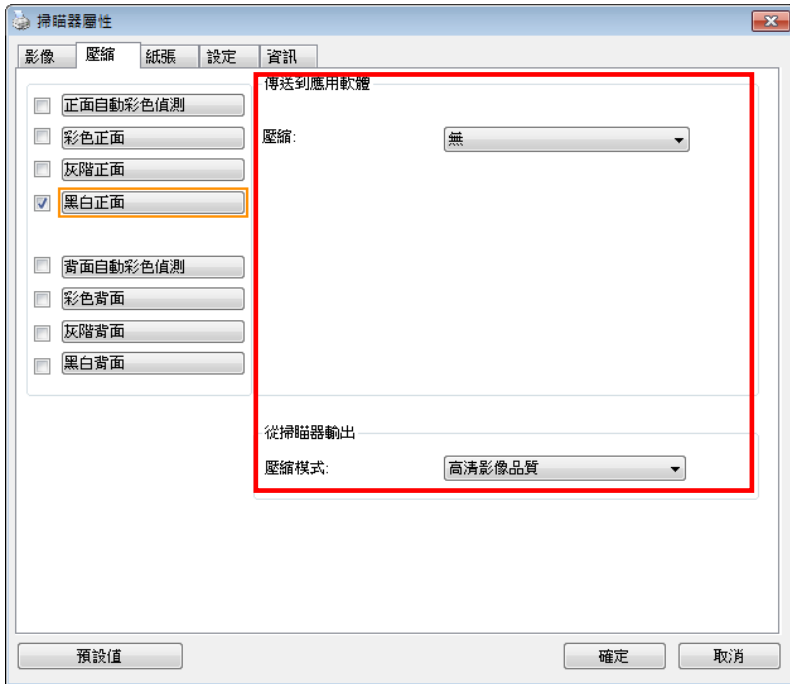 掃瞄器屬性
影像 壓縮 紙張 設定 資訊
正面自動彩色偵測
彩色正面
灰階正面
黑白正面
背面自動彩色偵測
彩色背面
灰階背面
黑白背面
傳送到應用軟體
壓縮: 無
從掃瞄器輸出
壓縮模式: 高清影像品質
預設值 確定 取消